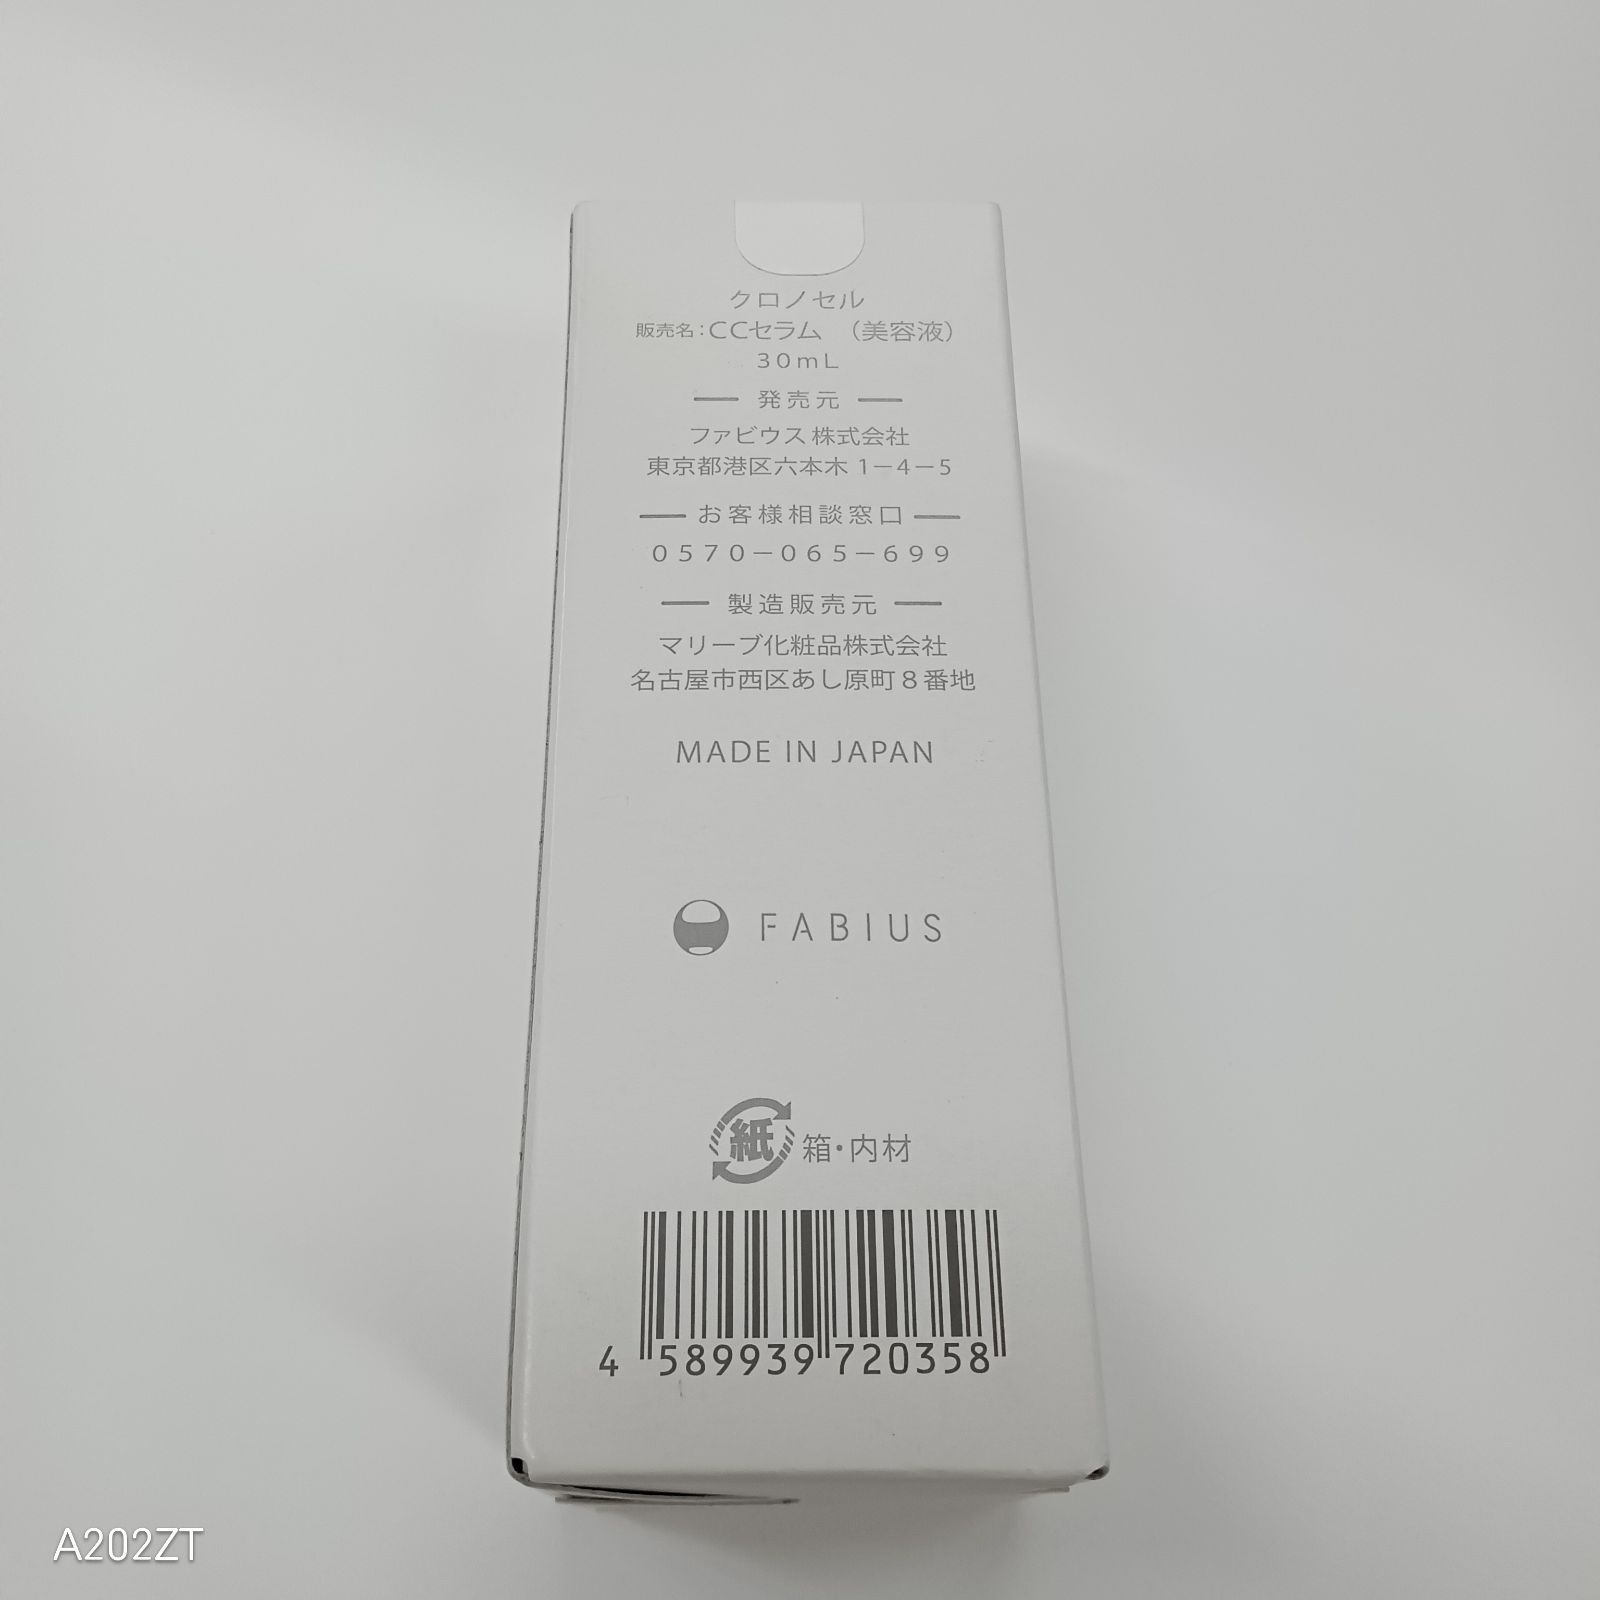 クロノセル
販売名：CCセラム （美容液）
30mL
発売元
ファビウス株式会社
東京都港区六本木1－4－5
お客様相談窓口
0570－065－699
製造販売元
マリーブ化粧品株式会社
名古屋市西区あし原町8番地
MADE IN JAPAN
FABIUS
紙 箱・内材
4 589939 720358
A202ZT